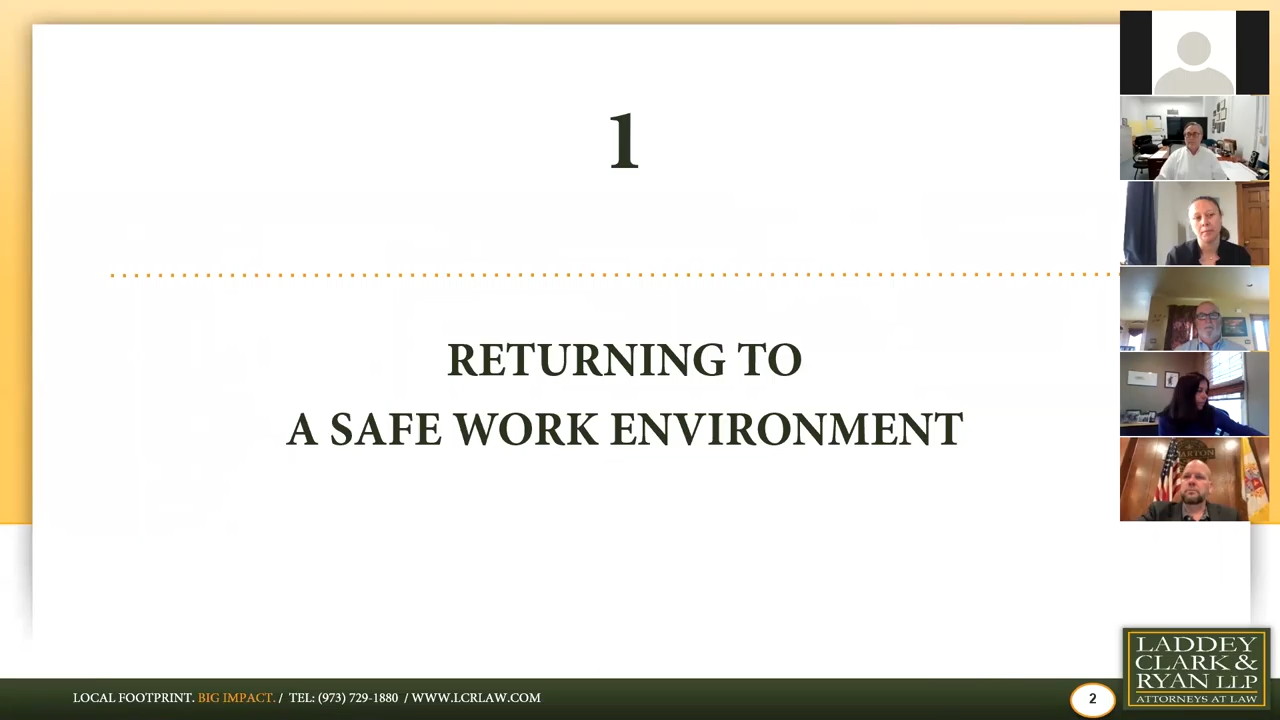 1
RETURNING TO
A SAFE WORK ENVIRONMENT
LADDEY
CLARK &
RYAN LLP
ATTORNEYS AT LAW
LOCAL FOOTPRINT. BIG IMPACT. / TEL: (973) 729-1880 / WWW.LCRLAW.COM
2